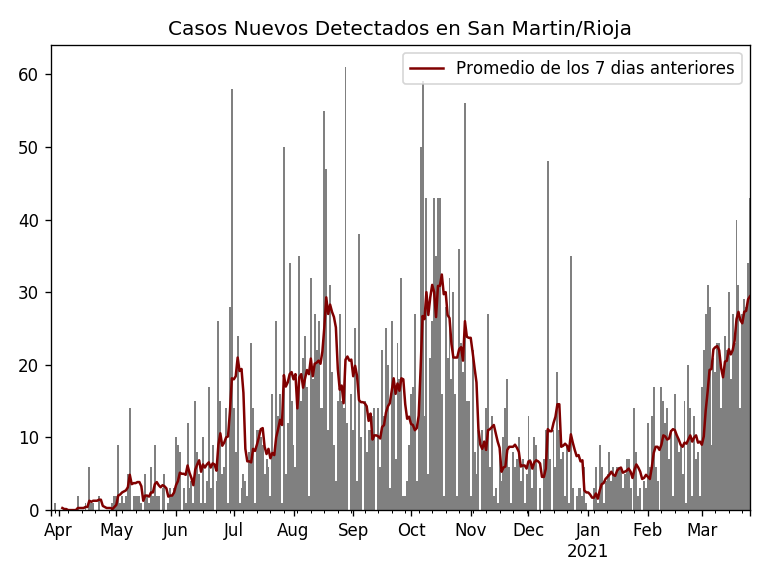 Casos Nuevos Detectados en San Martin/Rioja
Promedio de los 7 dias anteriores
60
50
40
30
20
10
0
Apr May Jun Jul Aug Sep Oct Nov Dec Jan Feb Mar
2021